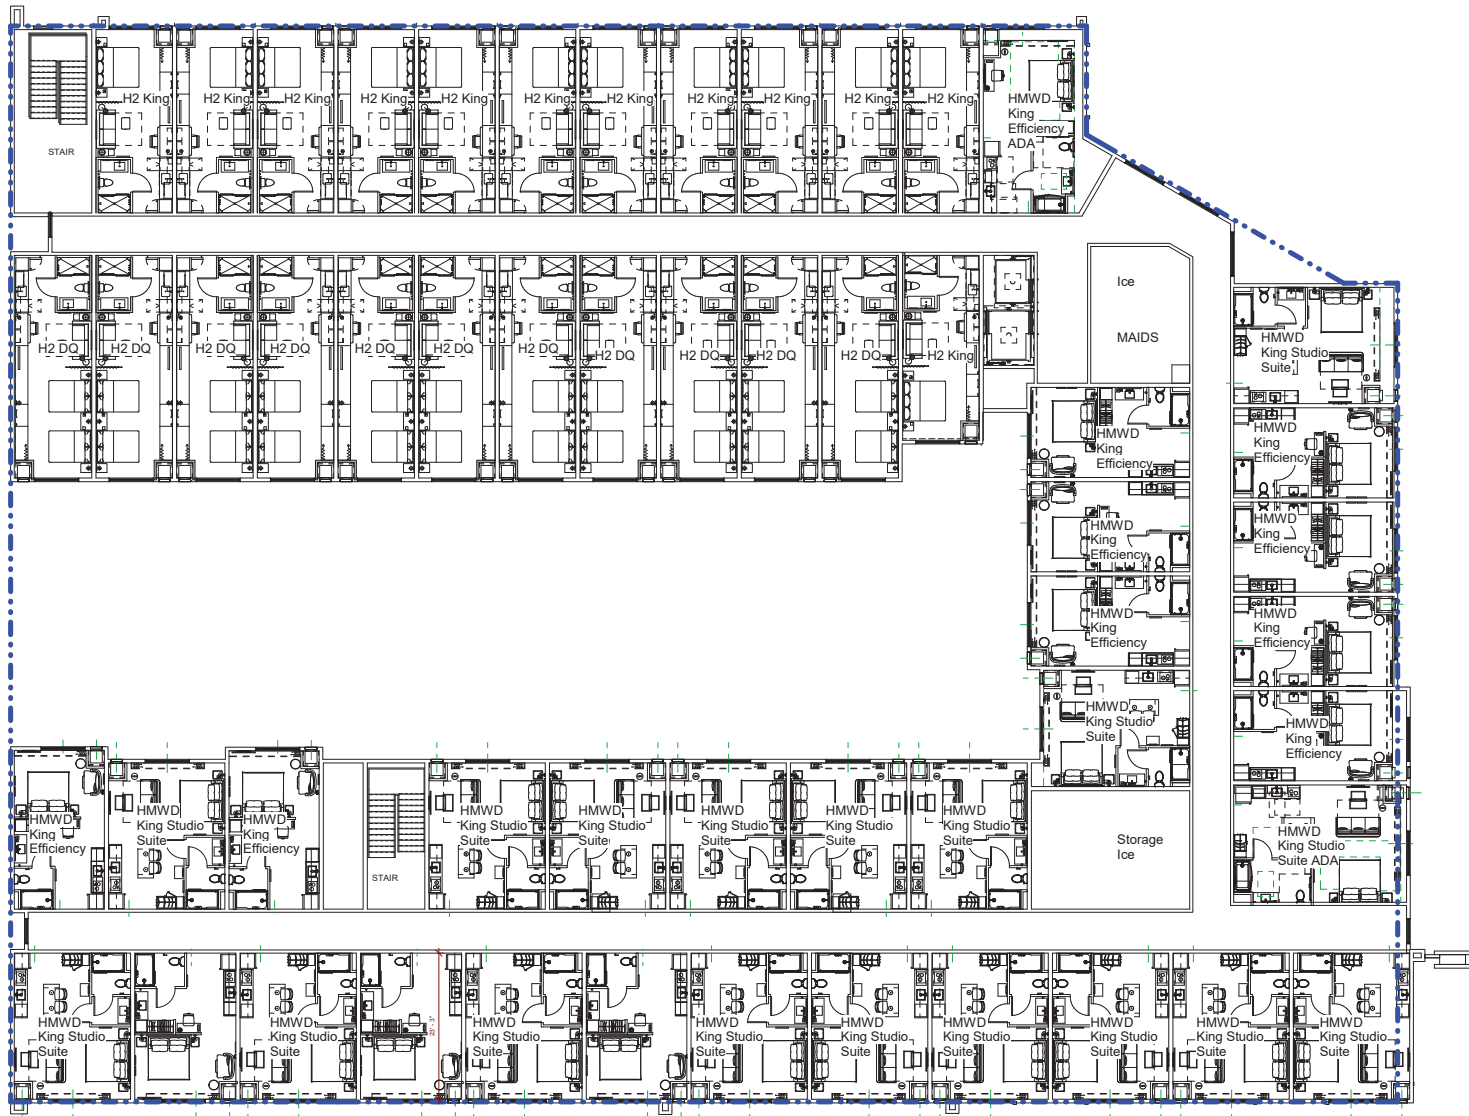 H2 King
H2 King
H2 King
H2 King
H2 King
H2 King
H2 King
H2 King
H2 King
H2 King
H2 King
HMWD
King
Efficiency
ADA
STAIR
Ice
MAIDS
H2 DQ
H2 DQ
H2 DQ
H2 DQ
H2 DQ
H2 DQ
H2 DQ
H2 DQ
H2 DQ
H2 DQ
H2 DQ
H2 King
HMWD
King Studio
Suite
HMWD
King
Efficiency
HMWD
King
Efficiency
HMWD
King
Efficiency
HMWD
King
Efficiency
HMWD
King
Efficiency
HMWD
King
Efficiency
HMWD
King Studio
Suite
HMWD
King
Efficiency
HMWD
King
Efficiency
HMWD
King Studio
Suite
HMWD
King
Efficiency
STAIR
HMWD
King Studio
Suite
HMWD
King Studio
Suite
HMWD
King Studio
Suite
HMWD
King Studio
Suite
HMWD
King Studio
Suite
Storage
Ice
HMWD
King Studio
Suite ADA
HMWD
King Studio
Suite
HMWD
King Studio
Suite
23' - 3"
HMWD
King Studio
Suite
HMWD
King Studio
Suite
HMWD
King Studio
Suite
HMWD
King Studio
Suite
HMWD
King Studio
Suite
HMWD
King Studio
Suite
HMWD
King Studio
Suite